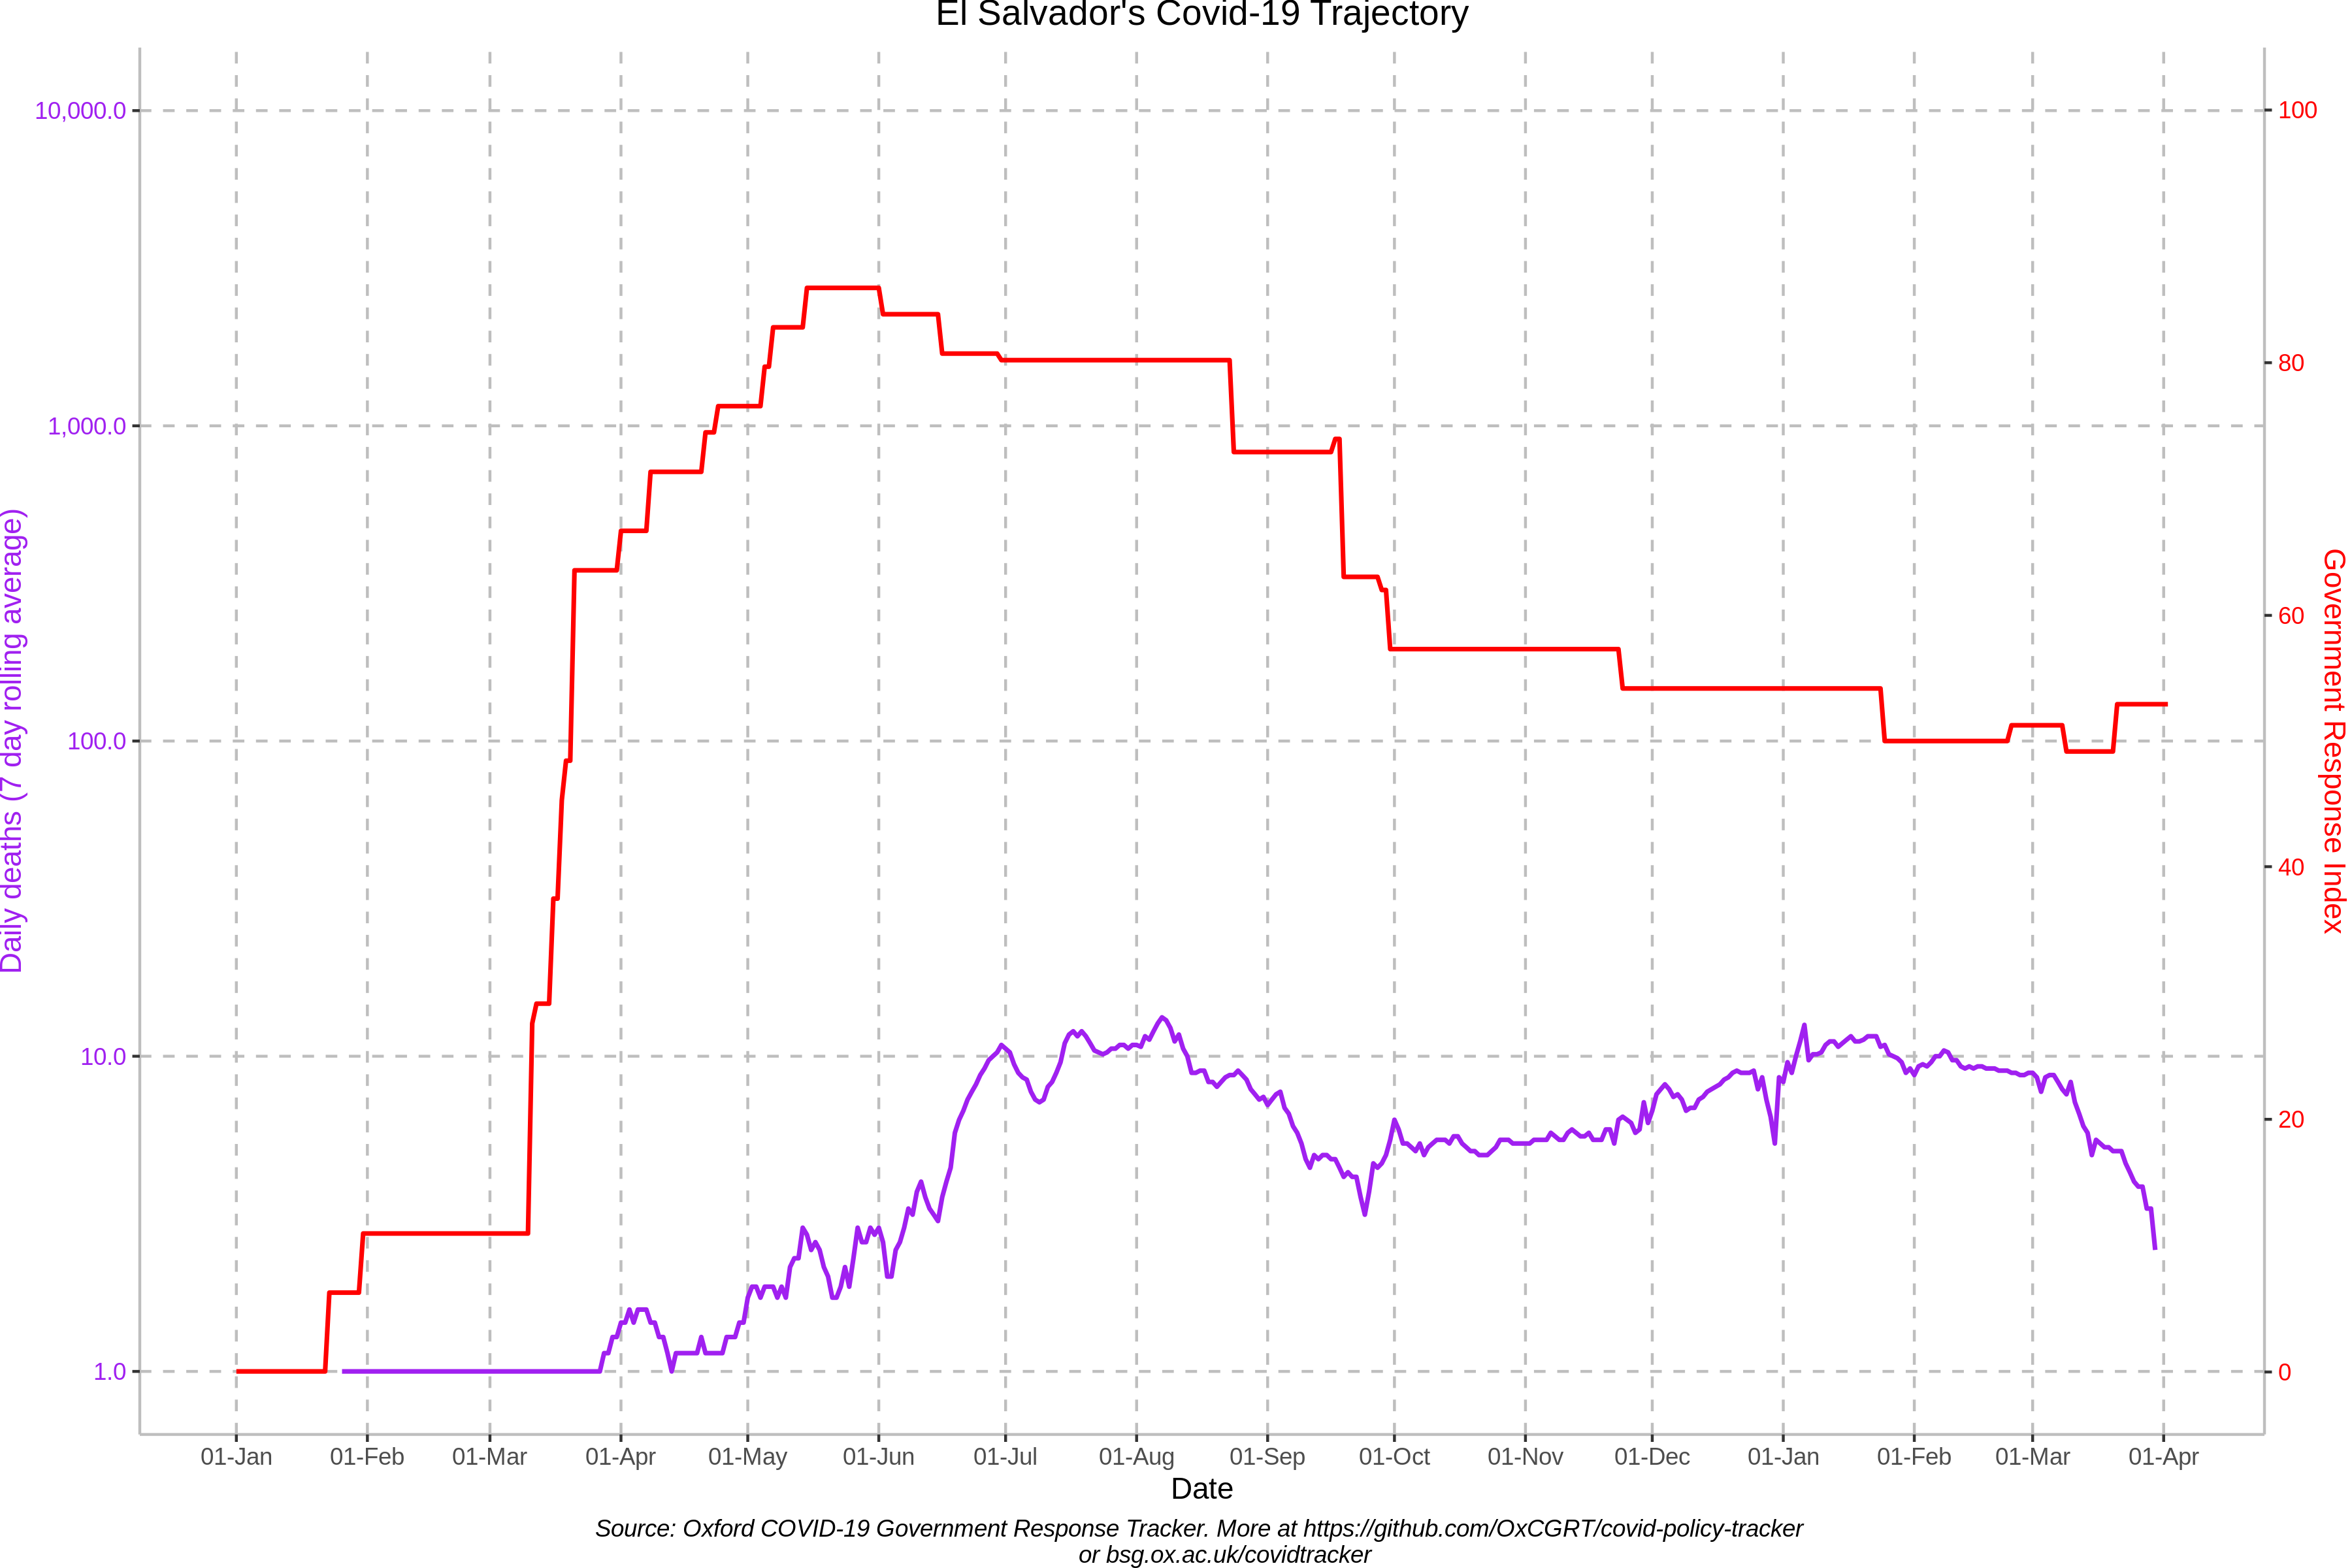 El Salvador's Covid-19 Trajectory
10,000.0
1,000.0
100.0
10.0
1.0
Daily deaths (7 day rolling average)
100
80
60
40
20
0
Government Response Index
01-Jan 01-Feb 01-Mar 01-Apr 01-May 01-Jun 01-Jul 01-Aug 01-Sep 01-Oct 01-Nov 01-Dec 01-Jan 01-Feb 01-Mar 01-Apr
Date
Source: Oxford COVID-19 Government Response Tracker. More at https://github.com/OxCGRT/covid-policy-tracker
or bsg.ox.ac.uk/covidtracker